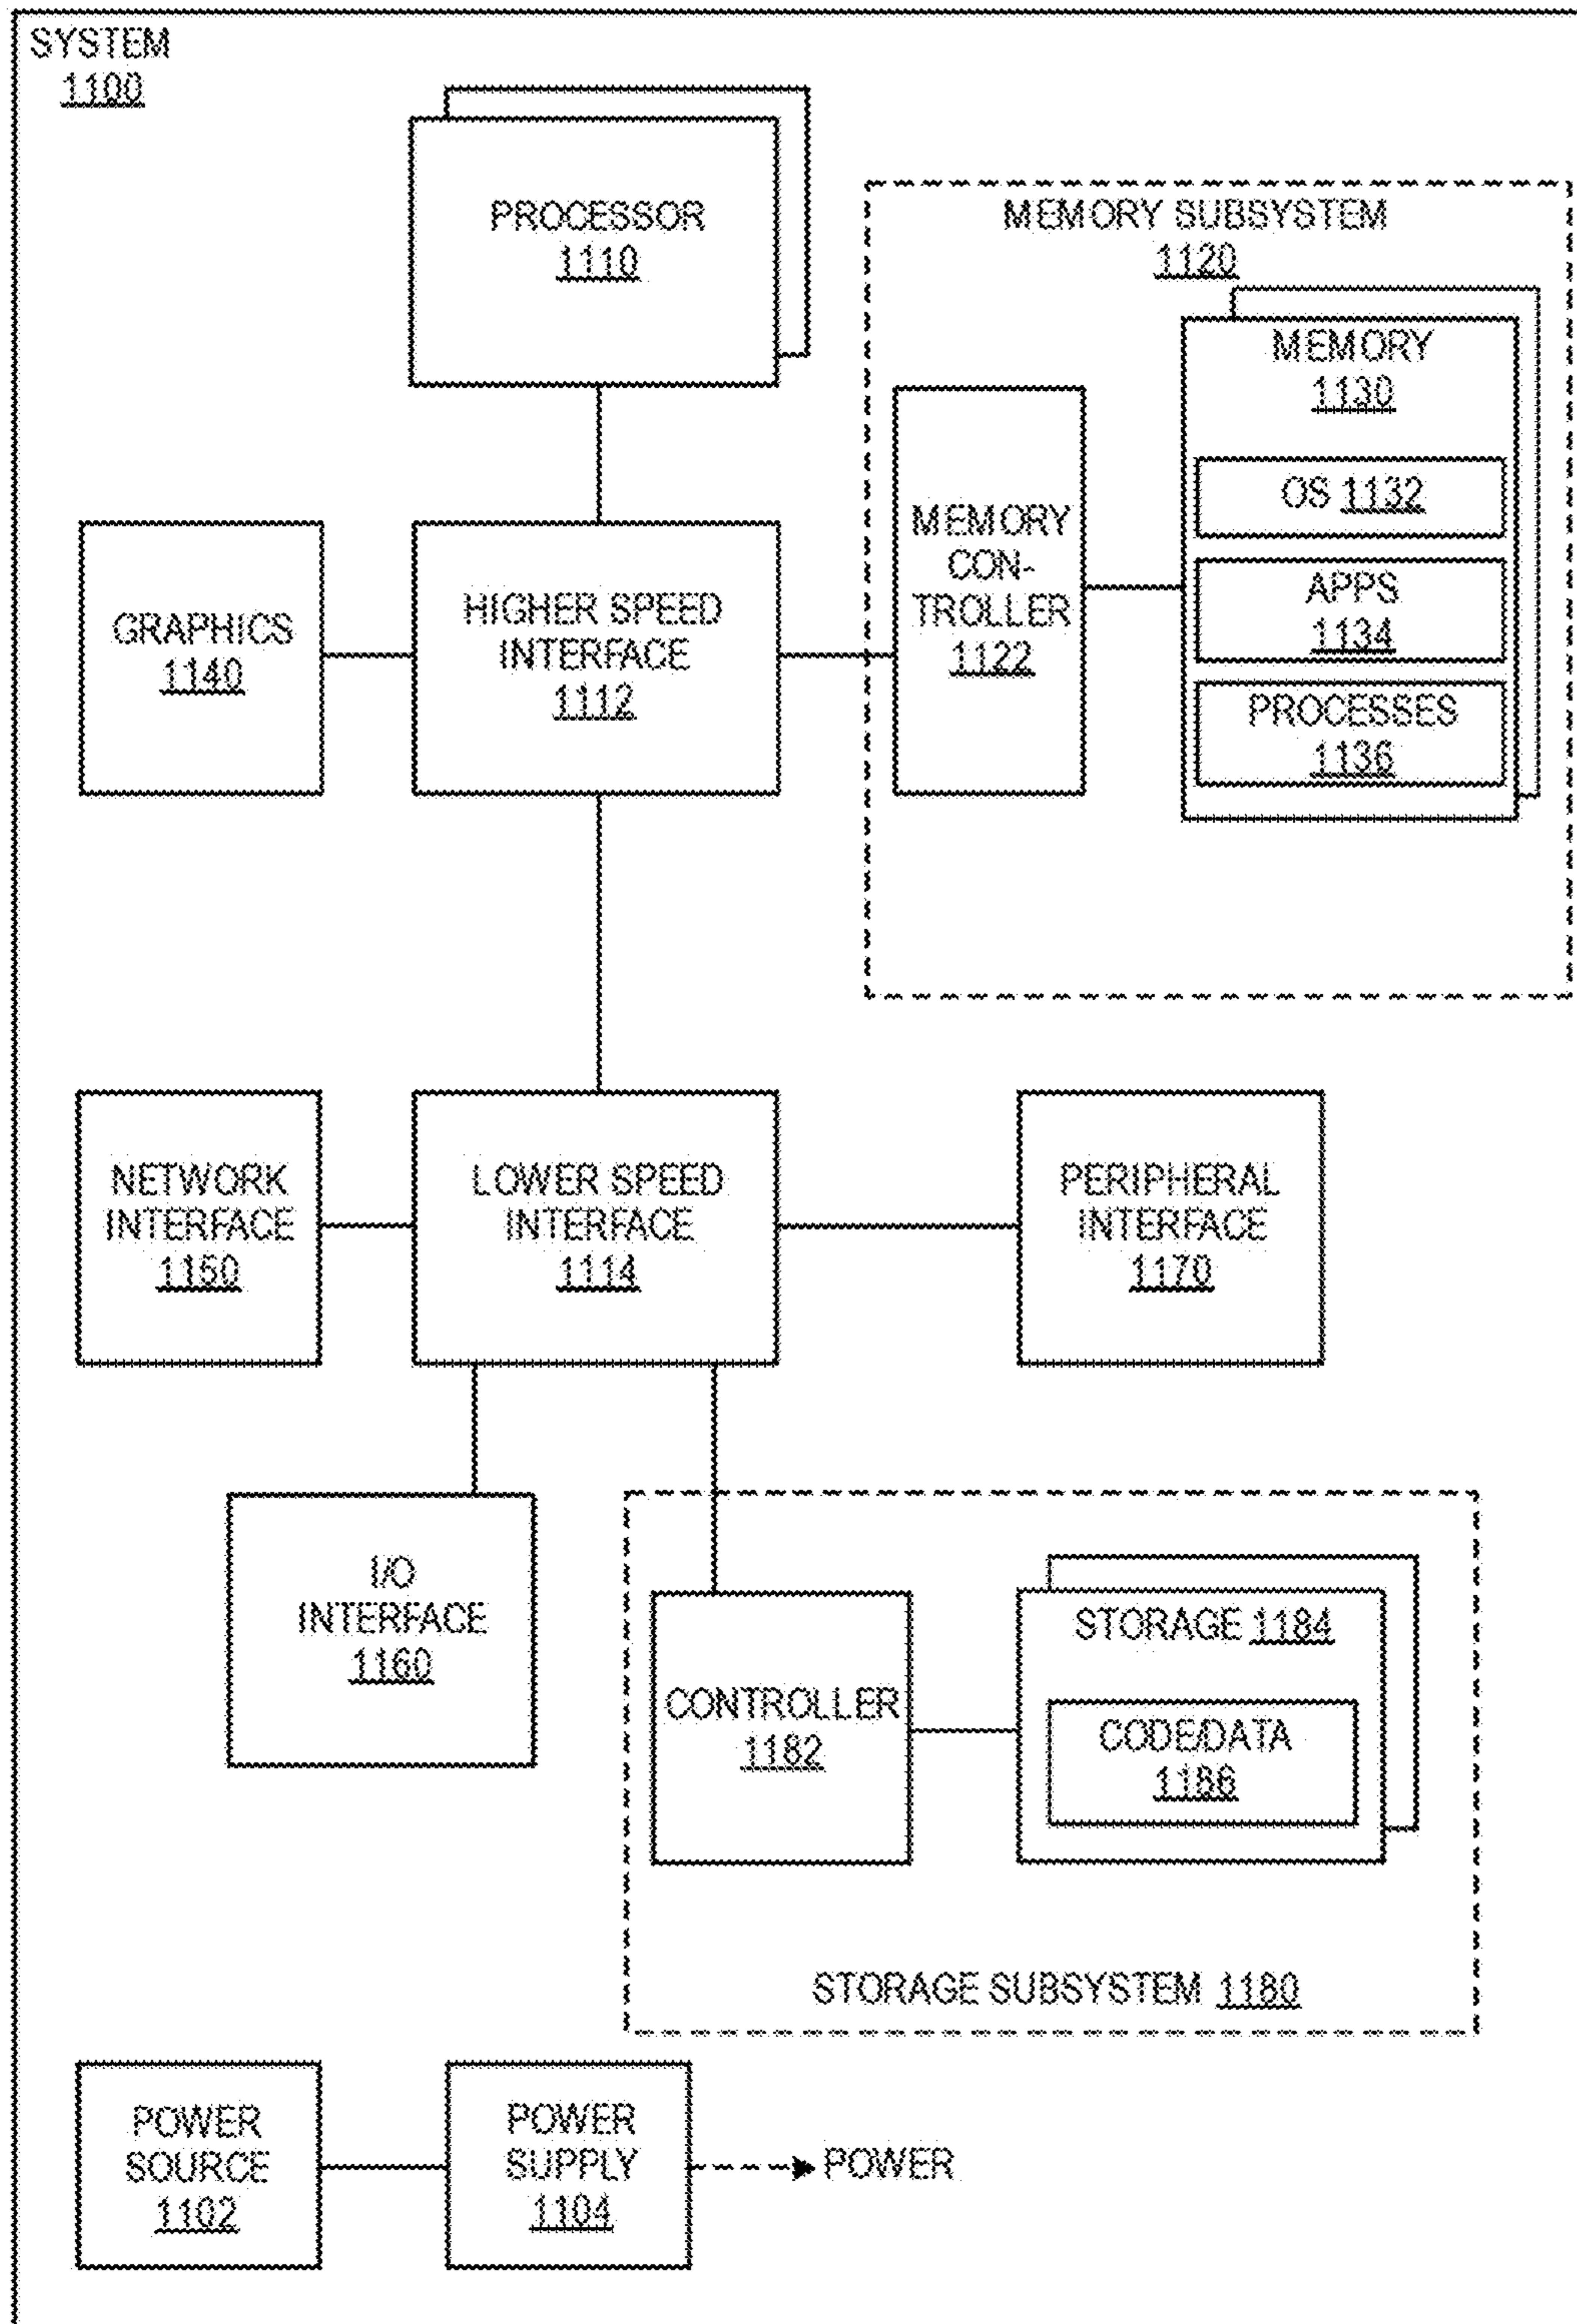 SYSTEM
1100
PROCESSOR
1110
MEMORY SUBSYSTEM
1120
MEMORY
1130
OS 1132
APPS
1134
PROCESSES
1136
MEMORY
CON-
TROLLER
1122
GRAPHICS
1140
HIGHER SPEED
INTERFACE
1112
NETWORK
INTERFACE
1150
LOWER SPEED
INTERFACE
1114
PERIPHERAL
INTERFACE
1170
I/O
INTERFACE
1160
CONTROLLER
1182
STORAGE 1184
CODE/DATA
1186
STORAGE SUBSYSTEM 1180
POWER
SOURCE
1102
POWER
SUPPLY
1104
POWER